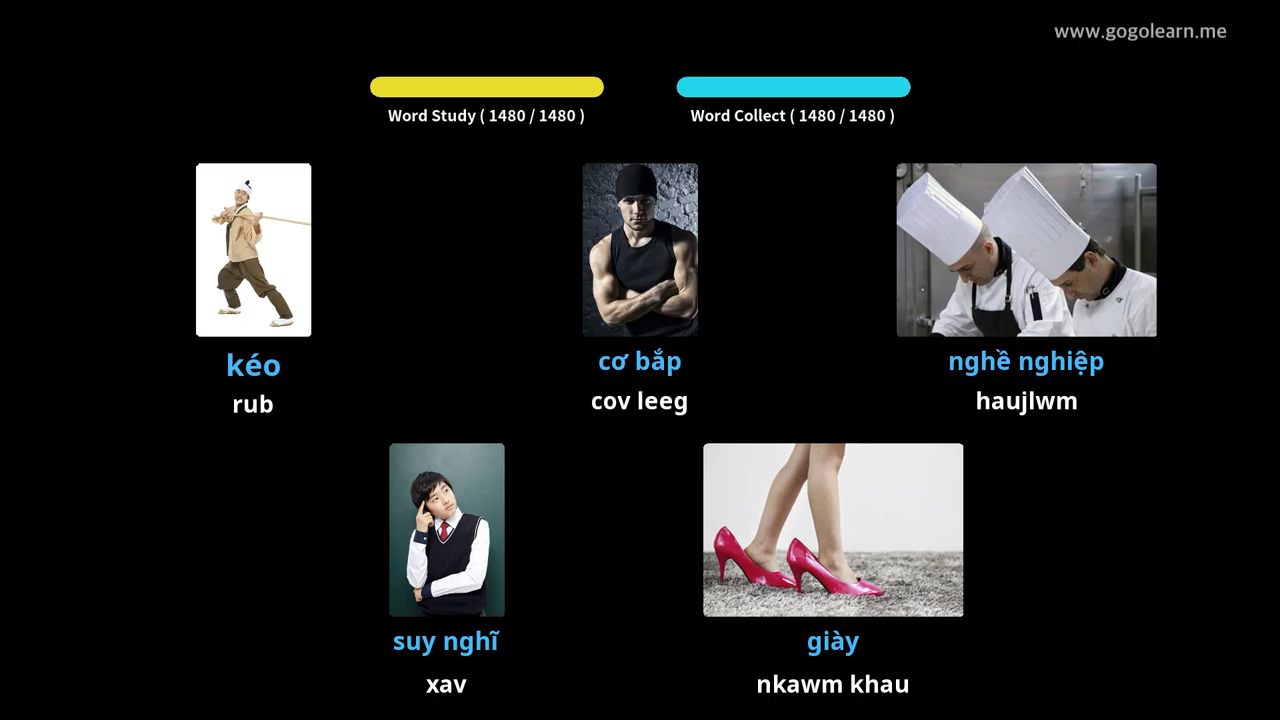 www.gogolearn.me
Word Study ( 1480 / 1480 )
Word Collect ( 1480 / 1480 )
kéo
rub
cơ bắp
cov leeg
nghề nghiệp
haujlwm
suy nghĩ
xav
giày
nkawm khau